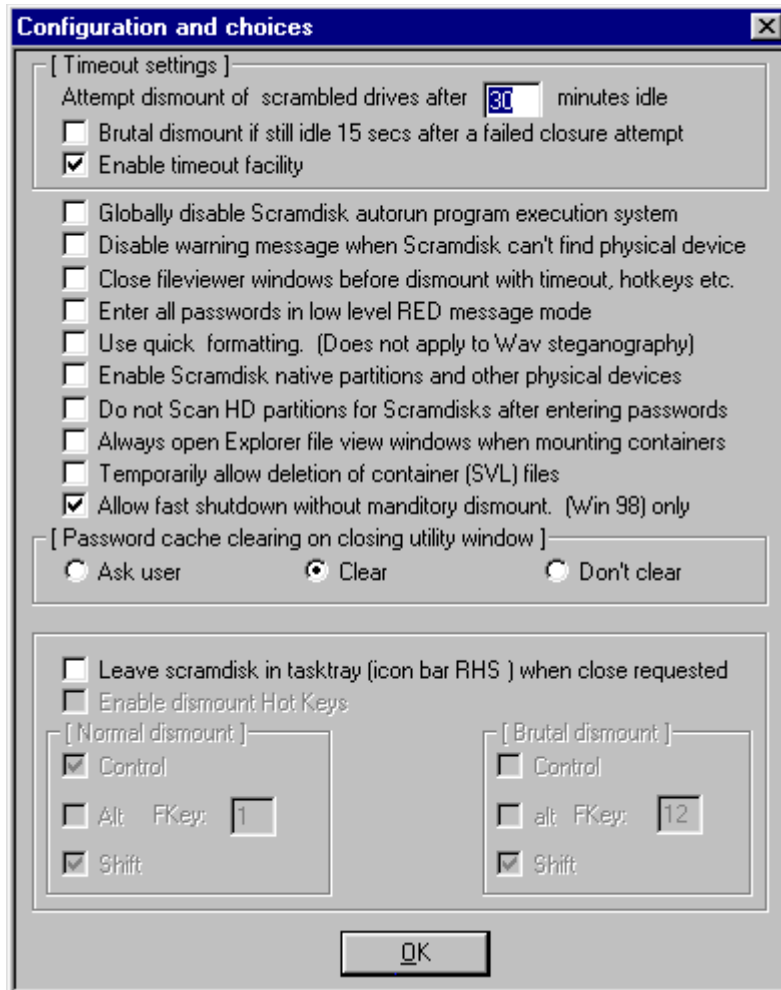 Configuration and choices
[ Timeout settings ]
Attempt dismount of scrambled drives after 30 minutes idle
Brutal dismount if still idle 15 secs after a failed closure attempt
Enable timeout facility
Globally disable Scramdisk autorun program execution system
Disable warning message when Scramdisk can't find physical device
Close fileviewer windows before dismount with timeout, hotkeys etc.
Enter all passwords in low level RED message mode
Use quick formatting. (Does not apply to Wav steganography)
Enable Scramdisk native partitions and other physical devices
Do not Scan HD partitions for Scramdisks after entering passwords
Always open Explorer file view windows when mounting containers
Temporarily allow deletion of container (SVL) files
Allow fast shutdown without manditory dismount. (Win 98) only
[ Password cache clearing on closing utility window ]
Ask user Clear Don't clear
Leave scramdisk in tasktray (icon bar RHS ) when close requested
Enable dismount Hot Keys
[ Normal dismount ] [ Brutal dismount ]
Control Control
Alt FKey: 1 alt FKey: 12
Shift Shift
OK